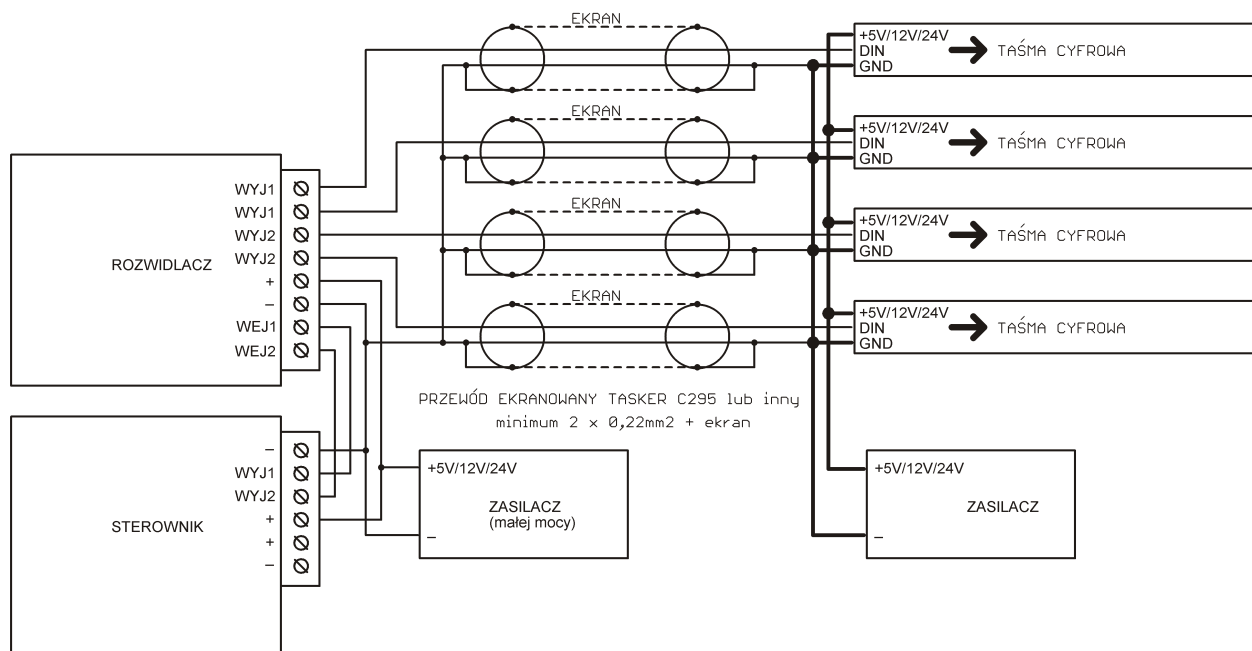 EKRAN
+5V/12V/24V
DIN
GND
TAŚMA CYFROWA
EKRAN
+5V/12V/24V
DIN
GND
TAŚMA CYFROWA
EKRAN
+5V/12V/24V
DIN
GND
TAŚMA CYFROWA
EKRAN
+5V/12V/24V
DIN
GND
TAŚMA CYFROWA
ROZWIDLACZ
WYJ1
WYJ1
WYJ2
WYJ2
+
–
WEJ1
WEJ2
PRZEWÓD EKRANOWANY TASKER C295 lub inny
minimum 2 x 0,22mm2 + ekran
STEROWNIK
–
WYJ1
WYJ2
+
+
–
+5V/12V/24V
ZASILACZ
(małej mocy)
–
+5V/12V/24V
ZASILACZ
–